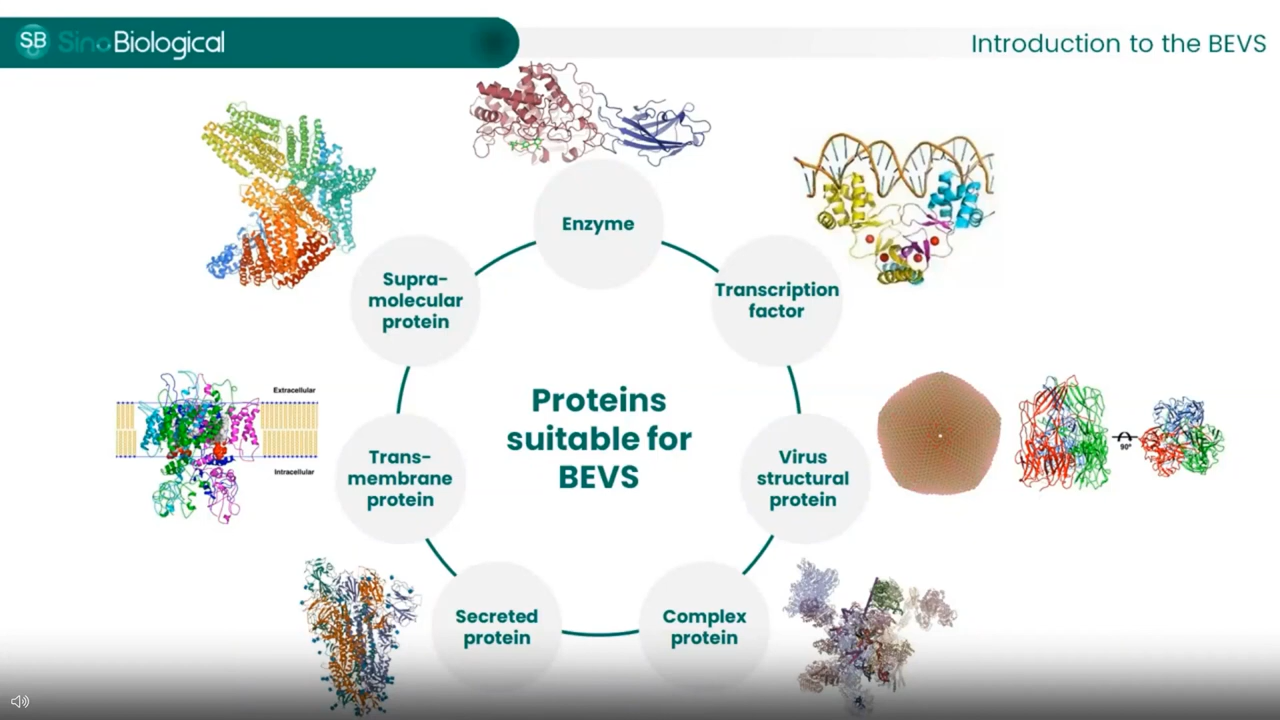 SB SinoBiological
Introduction to the BEVS
Enzyme
Transcription
factor
Virus
structural
protein
Complex
protein
Secreted
protein
Trans-
membrane
protein
Supra-
molecular
protein
Proteins
suitable for
BEVS
Extracellular
Intracellular
90°